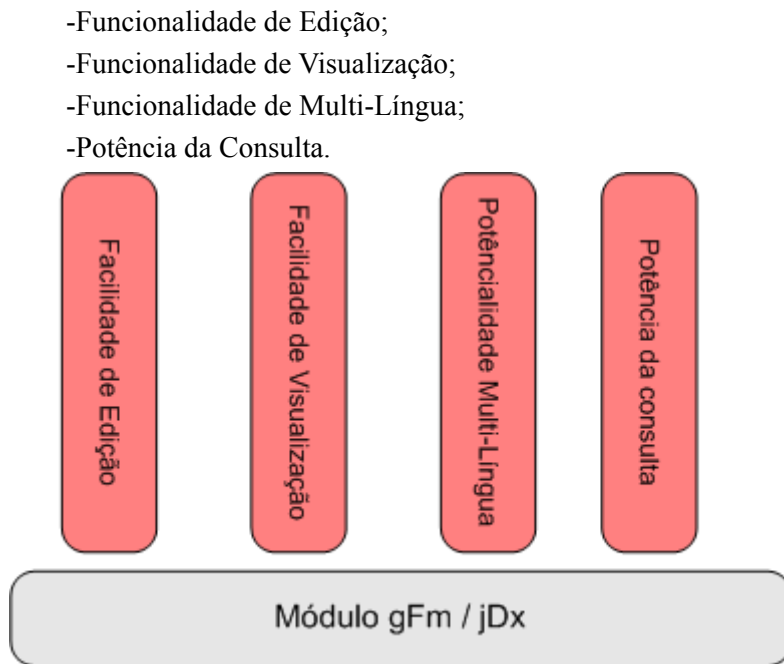 -Funcionalidade de Edição;
-Funcionalidade de Visualização;
-Funcionalidade de Multi-Língua;
-Potência da Consulta.
Facilidade de Edição
Facilidade de Visualização
Potêncialidade Multi-Língua
Potência da consulta
Módulo gFm / jDx